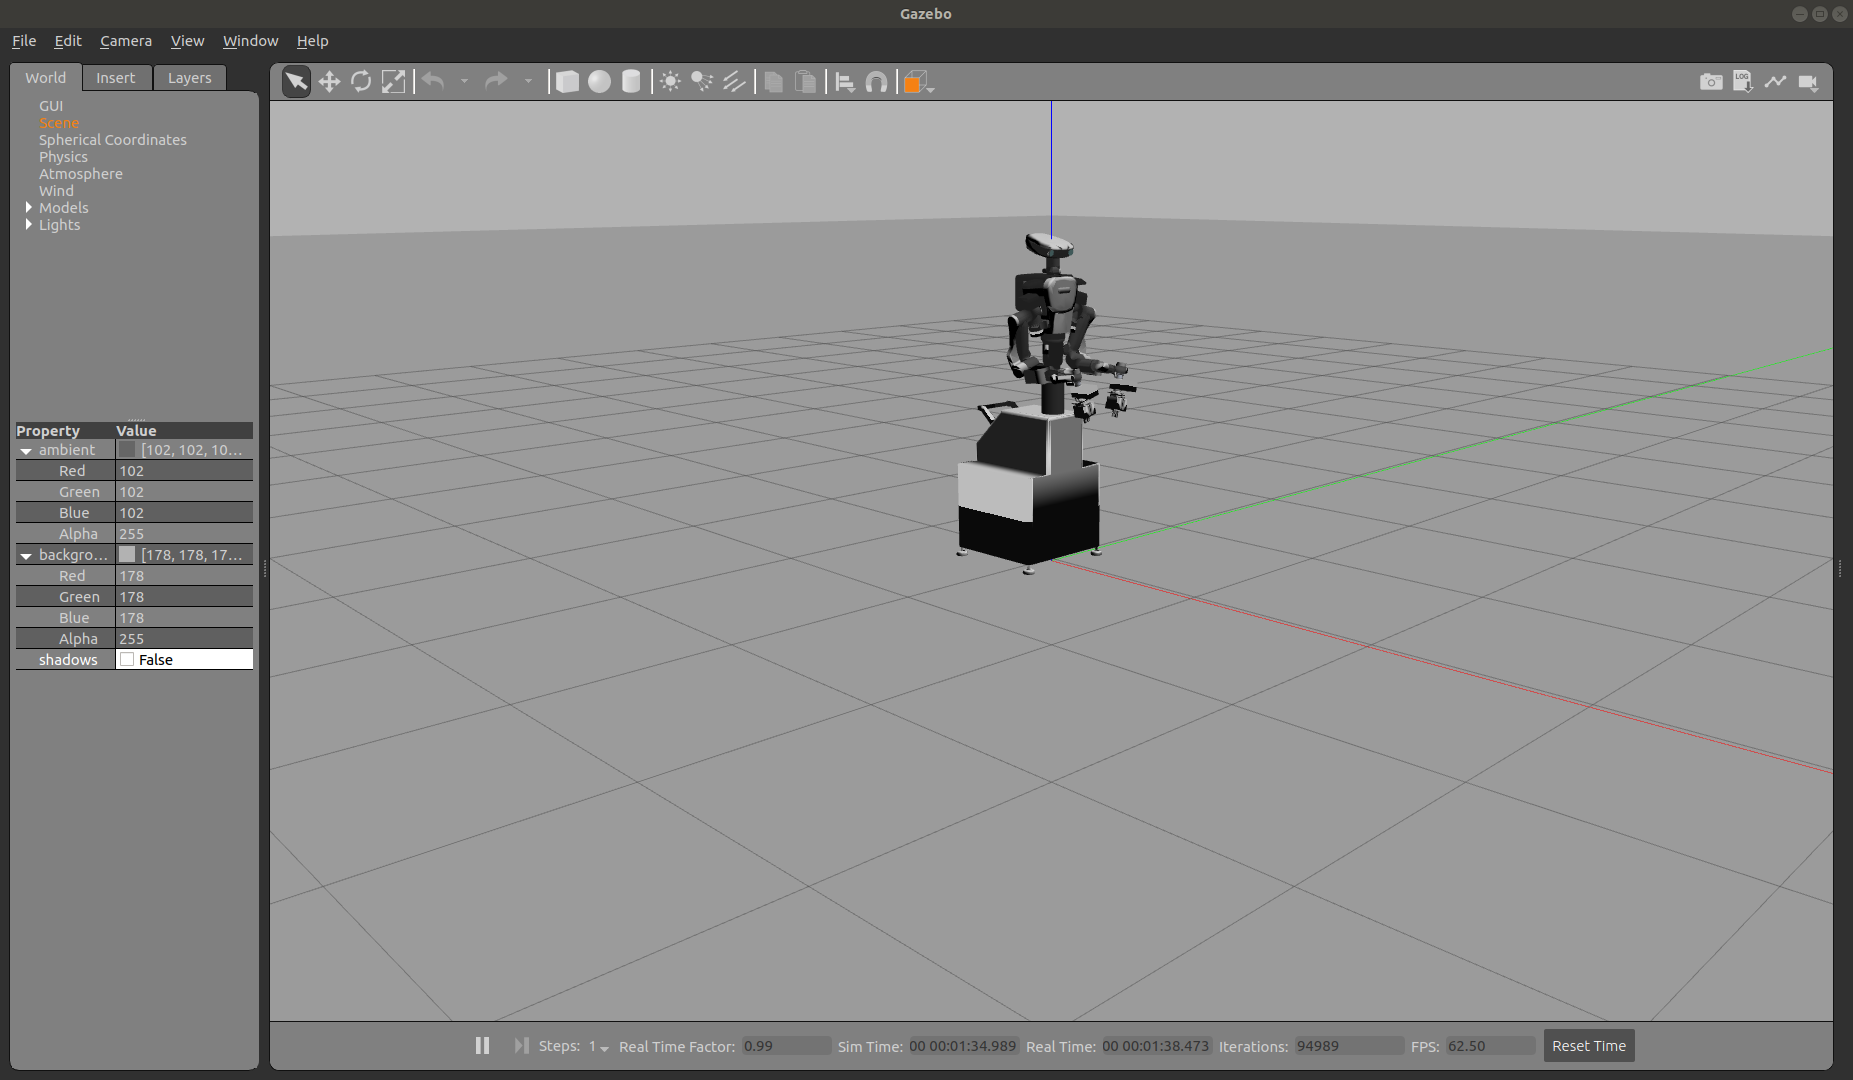 Gazebo
File Edit Camera View Window Help
World Insert Layers
GUI
Scene
Spherical Coordinates
Physics
Atmosphere
Wind
Models
Lights
LOG
Property Value
ambient [102, 102, 10...
Red 102
Green 102
Blue 102
Alpha 255
backgro... [178, 178, 17...
Red 178
Green 178
Blue 178
Alpha 255
shadows False
Steps: 1 Real Time Factor: 0.99 Sim Time: 00 00:01:34.989 Real Time: 00 00:01:38.473 Iterations: 94989 FPS: 62.50 Reset Time